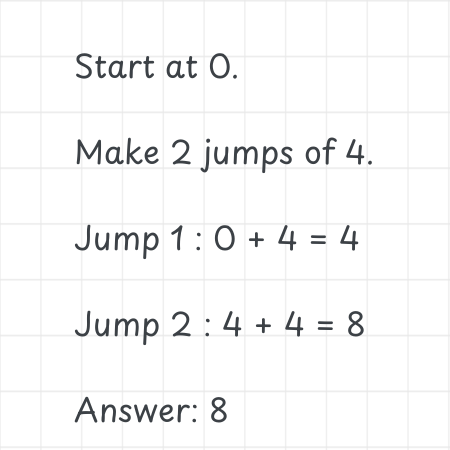 Start at 0.
Make 2 jumps of 4.
Jump 1 : 0 + 4 = 4
Jump 2 : 4 + 4 = 8
Answer: 8